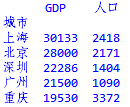 GDP 人口
城市
上海 30133 2418
北京 28000 2171
深圳 22286 1404
广州 21500 1090
重庆 19530 3372